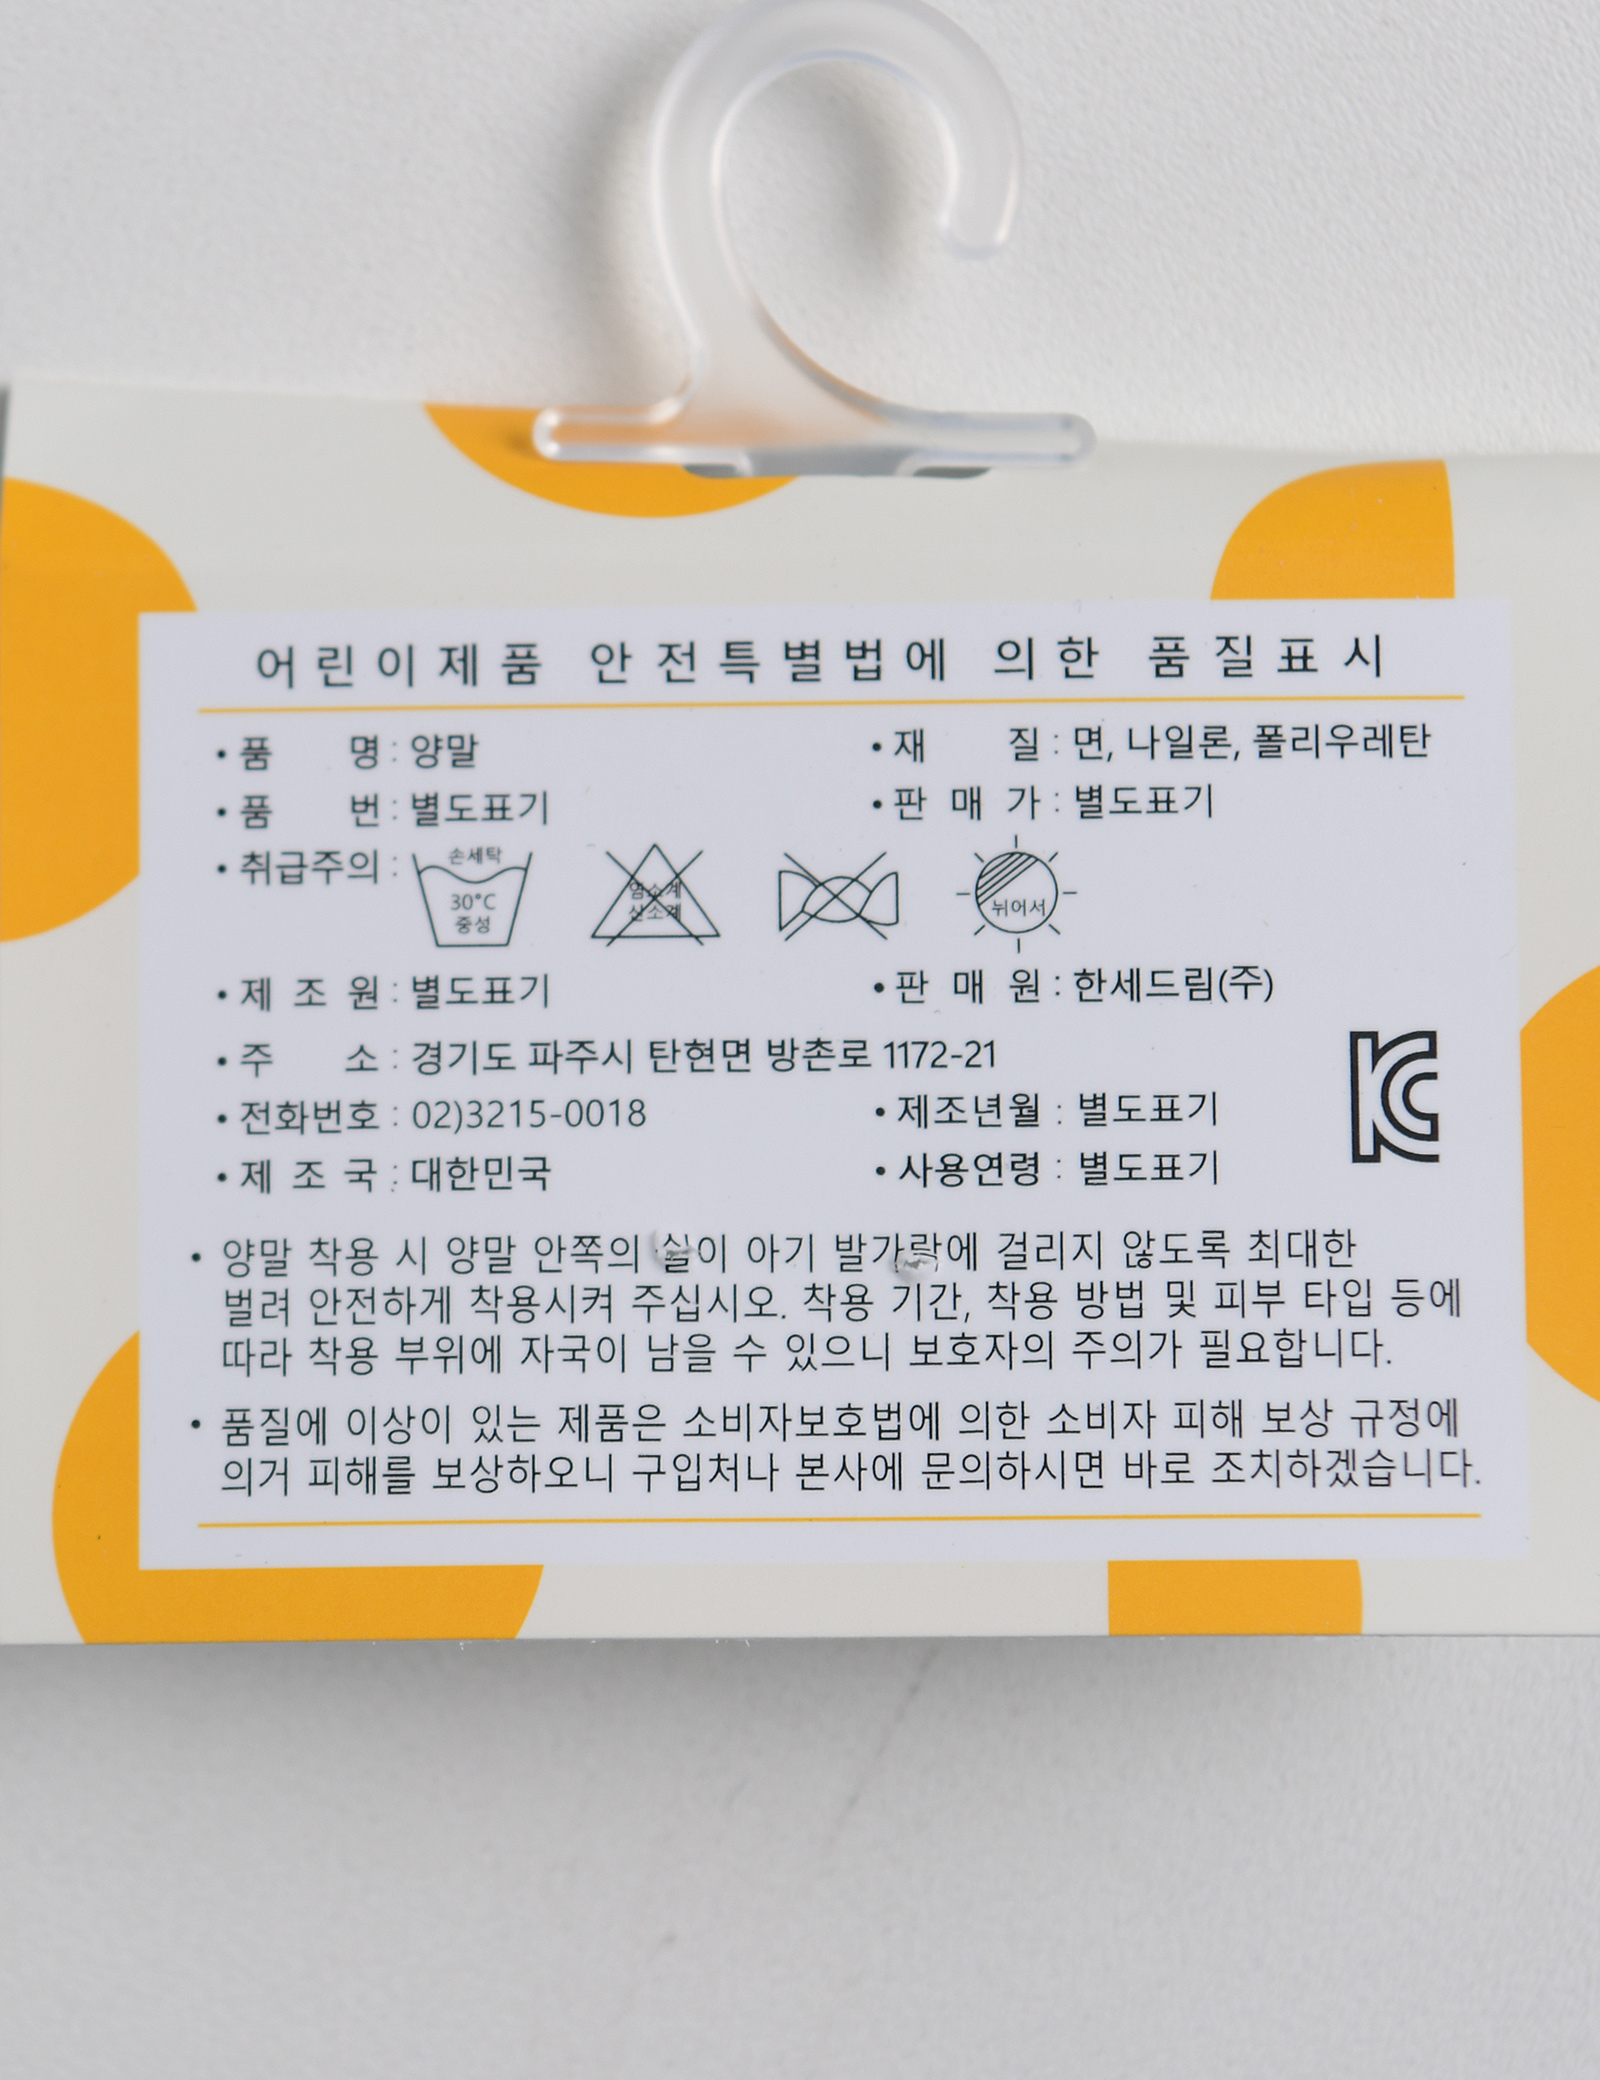 어린이제품 안전특별법에 의한 품질표시
• 품 명 : 양말
• 재 질 : 면, 나일론, 폴리우레탄
• 품 번 : 별도표기
• 판 매 가 : 별도표기
• 취급주의 :
손세탁
30°C
중성
염소계
산소계
뉘어서
• 제 조 원 : 별도표기
• 판 매 원 : 한세드림(주)
• 주 소 : 경기도 파주시 탄현면 방촌로 1172-21
• 전화번호 : 02)3215-0018
• 제조년월 : 별도표기
• 제 조 국 : 대한민국
• 사용연령 : 별도표기
KC
• 양말 착용 시 양말 안쪽의 실이 아기 발가락에 걸리지 않도록 최대한
벌려 안전하게 착용시켜 주십시오. 착용 기간, 착용 방법 및 피부 타입 등에
따라 착용 부위에 자국이 남을 수 있으니 보호자의 주의가 필요합니다.
• 품질에 이상이 있는 제품은 소비자보호법에 의한 소비자 피해 보상 규정에
의거 피해를 보상하오니 구입처나 본사에 문의하시면 바로 조치하겠습니다.